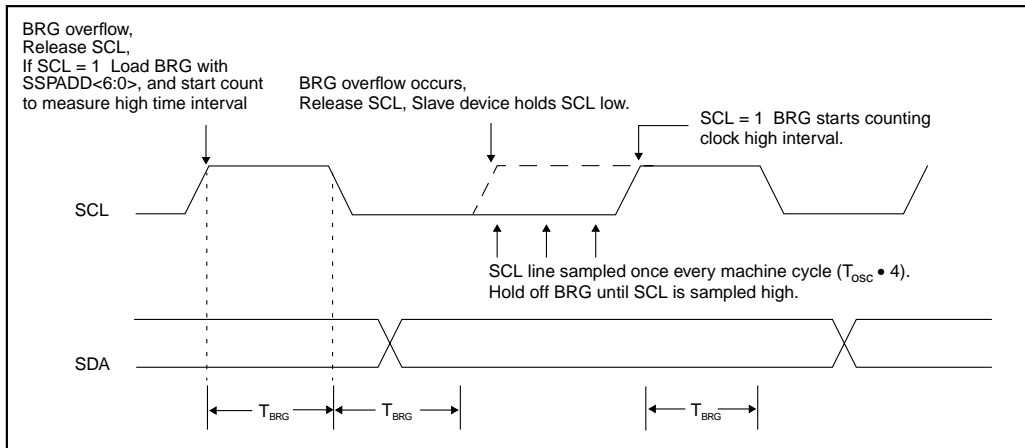 BRG overflow,
Release SCL,
If SCL = 1 Load BRG with
SSPADD<6:0>, and start count
to measure high time interval
BRG overflow occurs,
Release SCL, Slave device holds SCL low.
SCL = 1 BRG starts counting
clock high interval.
SCL
SCL line sampled once every machine cycle (Tosc • 4).
Hold off BRG until SCL is sampled high.
SDA
TBRG
TBRG
TBRG